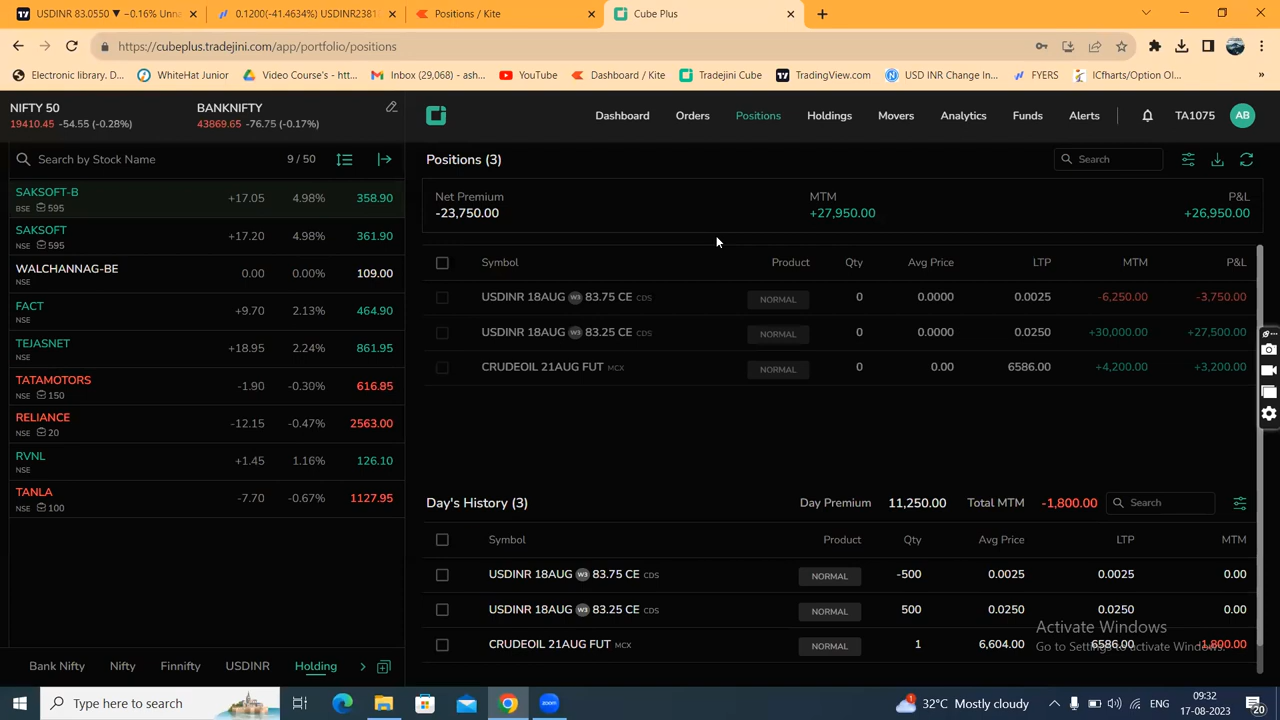 USDINR 83.0550 ▼ −0.16% Unna
0.1200(-41.4634%) USDINR2381
Positions / Kite
Cube Plus
https://cubeplus.tradejini.com/app/portfolio/positions
Electronic library. D...
WhiteHat Junior
Video Course's - htt...
Inbox (29,068) - ash...
YouTube
Dashboard / Kite
Tradejini Cube
TradingView.com
USD INR Change In...
FYERS
ICfharts/Option OI...
»
NIFTY 50
19410.45 -54.55 (-0.28%)
BANKNIFTY
43869.65 -76.75 (-0.17%)
Dashboard
Orders
Positions
Holdings
Movers
Analytics
Funds
Alerts
TA1075
AB
Search by Stock Name
9 / 50
SAKSOFT-B +17.05 4.98% 358.90
BSE 595
SAKSOFT +17.20 4.98% 361.90
NSE 595
WALCHANNAG-BE 0.00 0.00% 109.00
NSE
FACT +9.70 2.13% 464.90
NSE
TEJASNET +18.95 2.24% 861.95
NSE
TATAMOTORS -1.90 -0.30% 616.85
NSE 150
RELIANCE -12.15 -0.47% 2563.00
NSE 20
RVNL +1.45 1.16% 126.10
NSE
TANLA -7.70 -0.67% 1127.95
NSE 100
Bank Nifty
Nifty
Finnifty
USDINR
Holding
Positions (3)
Search
Net Premium MTM P&L
-23,750.00 +27,950.00 +26,950.00
Symbol Product Qty Avg Price LTP MTM P&L
USDINR 18AUG W3 83.75 CE CDS NORMAL 0 0.0000 0.0025 -6,250.00 -3,750.00
USDINR 18AUG W3 83.25 CE CDS NORMAL 0 0.0000 0.0250 +30,000.00 +27,500.00
CRUDEOIL 21AUG FUT MCX NORMAL 0 0.00 6586.00 +4,200.00 +3,200.00
Day's History (3) Day Premium 11,250.00 Total MTM -1,800.00 Search
Symbol Product Qty Avg Price LTP MTM
USDINR 18AUG W3 83.75 CE CDS NORMAL -500 0.0025 0.0025 0.00
USDINR 18AUG W3 83.25 CE CDS NORMAL 500 0.0250 0.0250 0.00
CRUDEOIL 21AUG FUT MCX NORMAL 1 6,604.00 6586.00 -1,800.00
Activate Windows
Go to Settings to activate Windows.
Type here to search
zoom
1
32°C Mostly cloudy
ENG
09:32
17-08-2023
20